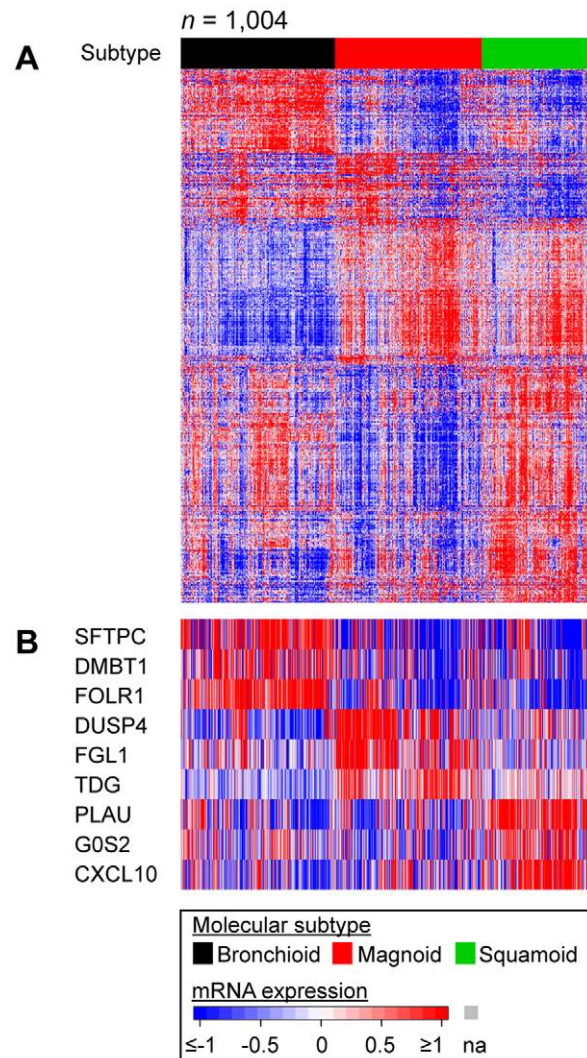 n = 1,004
A Subtype
B
SFTPC
DMBT1
FOLR1
DUSP4
FGL1
TDG
PLAU
G0S2
CXCL10
Molecular subtype
Bronchioid Magnoid Squamoid
mRNA expression
≤-1 -0.5 0 0.5 ≥1 na